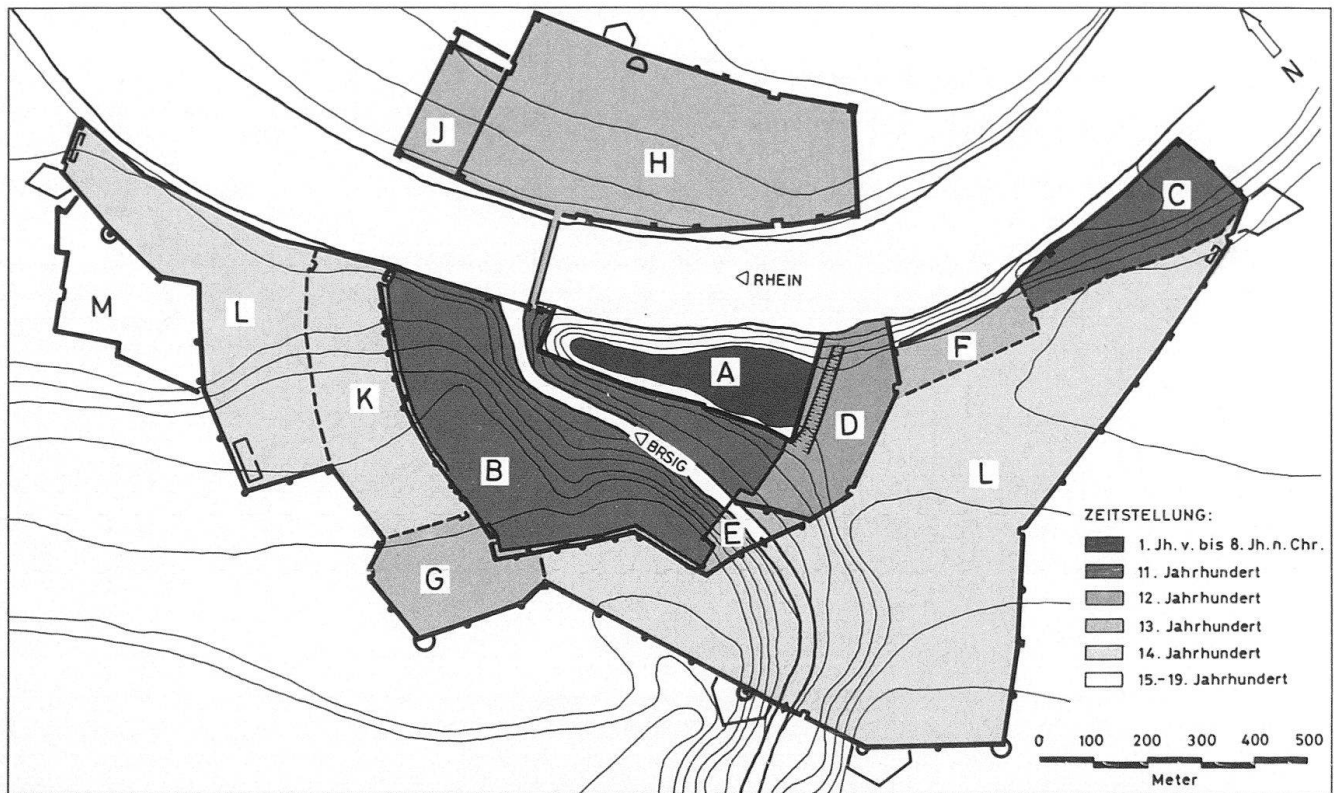 N
J
H
C
RHEIN
M
L
K
A
F
D
B
BRSIG
L
E
G
ZEITSTELLUNG:
1. Jh. v. bis 8. Jh. n. Chr.
11. Jahrhundert
12. Jahrhundert
13. Jahrhundert
14. Jahrhundert
15.-19. Jahrhundert
0 100 200 300 400 500
Meter